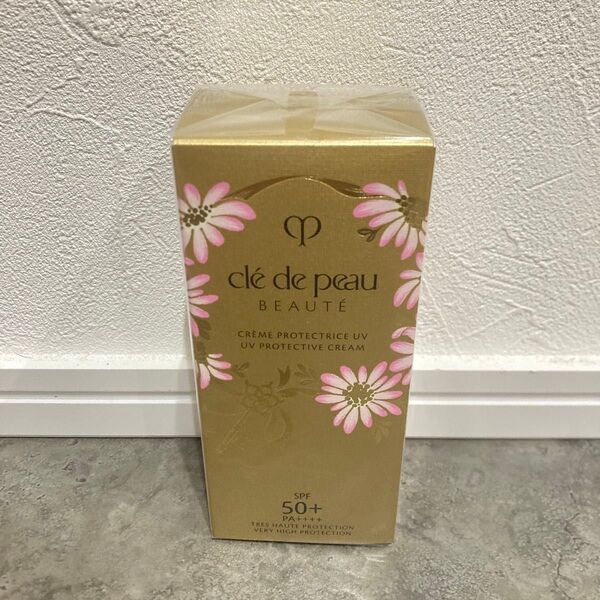 clé de peau
BEAUTÉ
CRÈME PROTECTRICE UV
UV PROTECTIVE CREAM
SPF
50+
PA++++
TRÈS HAUTE PROTECTION
VERY HIGH PROTECTION